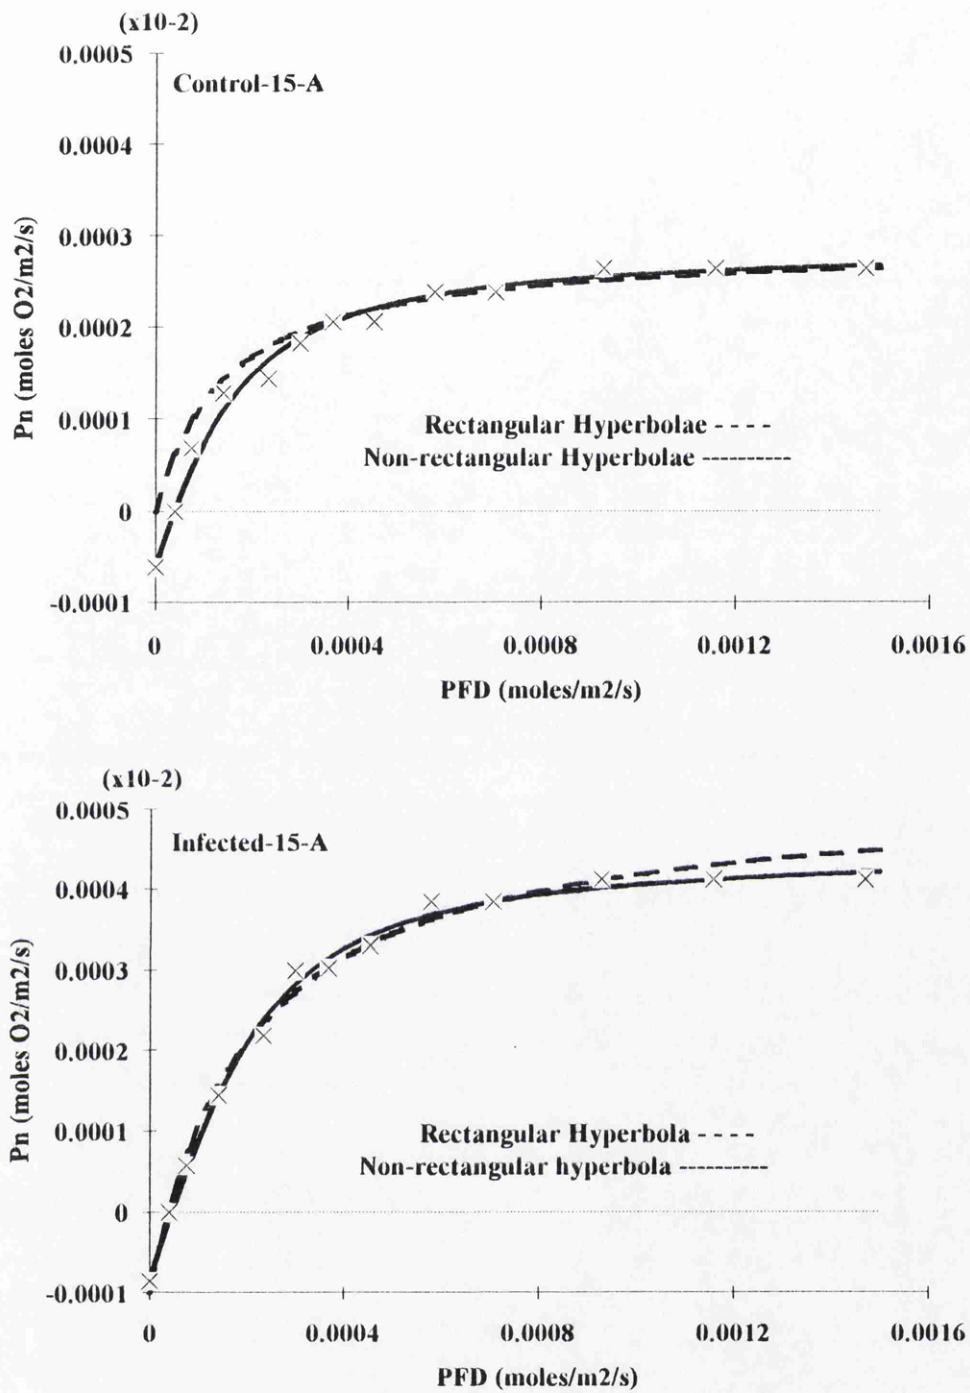 (x10-2)
0.0005
Control-15-A
0.0004
0.0003
0.0002
0.0001
0
-0.0001
Pn (moles O2/m2/s)
Rectangular Hyperbolae - - - -
Non-rectangular Hyperbolae ----------
0 0.0004 0.0008 0.0012 0.0016
PFD (moles/m2/s)
(x10-2)
0.0005
Infected-15-A
0.0004
0.0003
0.0002
0.0001
0
-0.0001
Pn (moles O2/m2/s)
Rectangular Hyperbola - - - -
Non-rectangular hyperbola ----------
0 0.0004 0.0008 0.0012 0.0016
PFD (moles/m2/s)